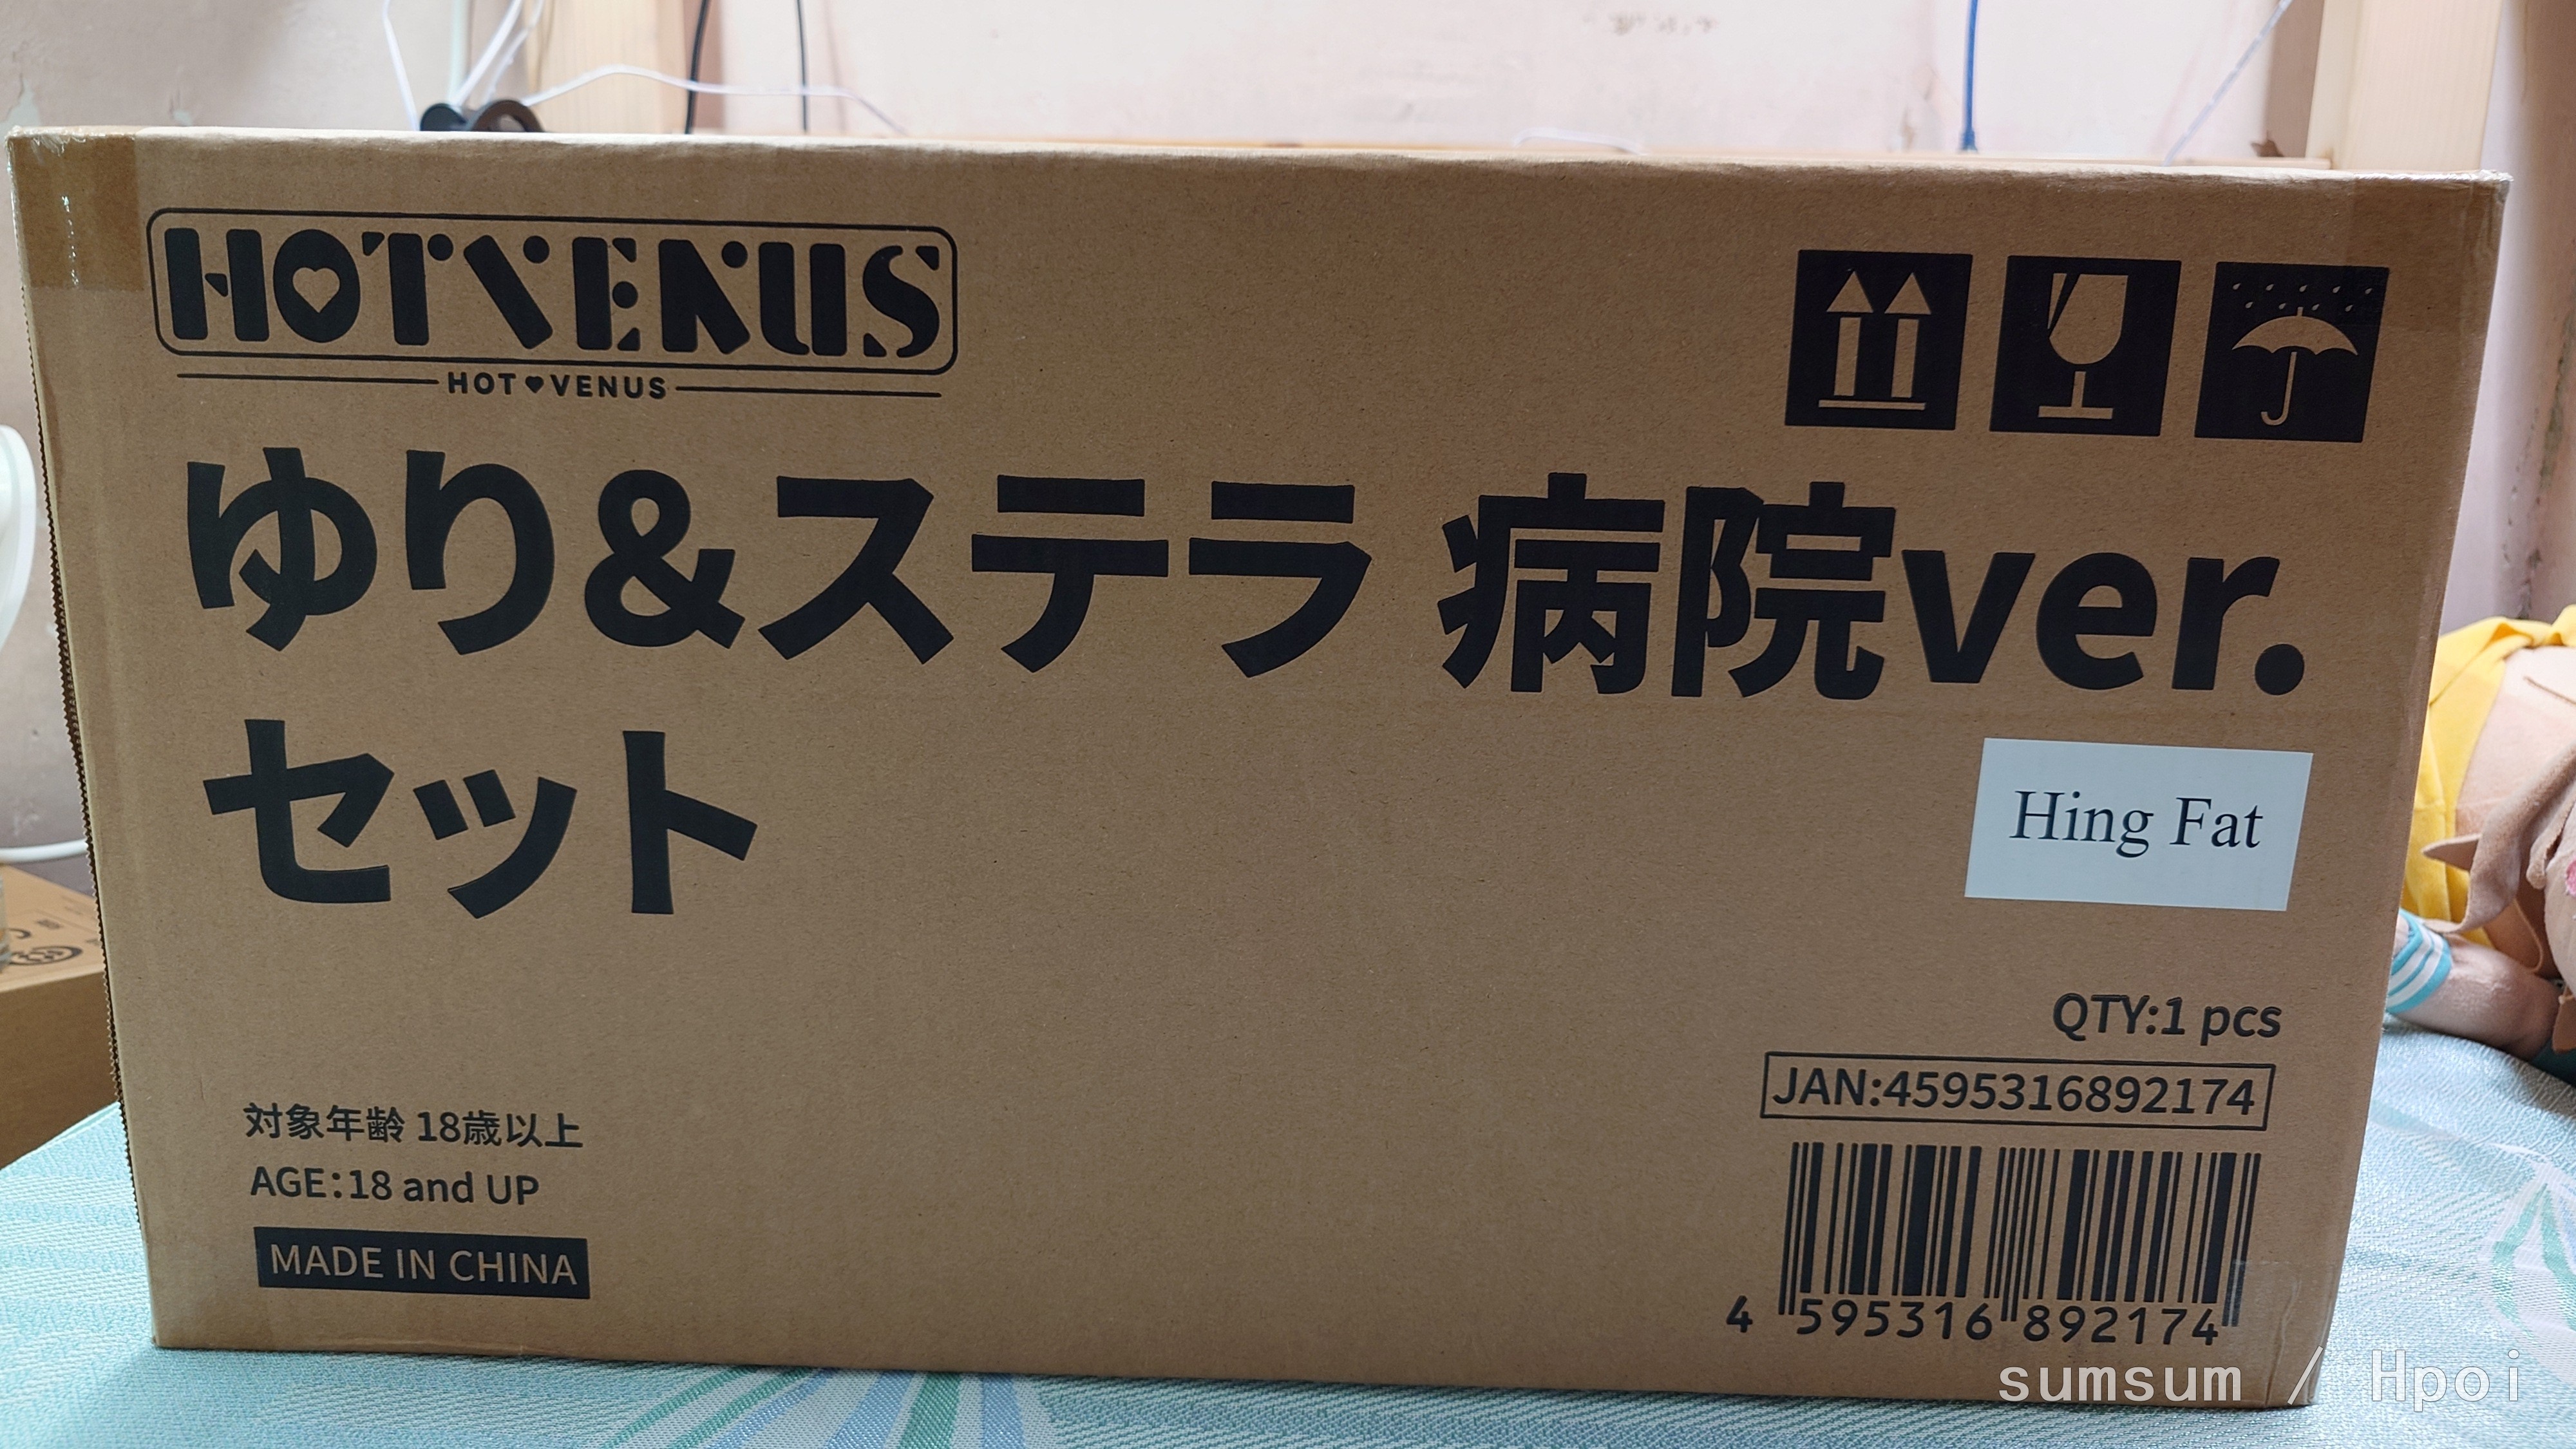 HOTVENUS
HOT♥VENUS
ゆり&ステラ 病院ver.
セット
Hing Fat
QTY:1 pcs
JAN:4595316892174
4 595316 892174
対象年齢 18歳以上
AGE:18 and UP
MADE IN CHINA
sumsum / Hpoi